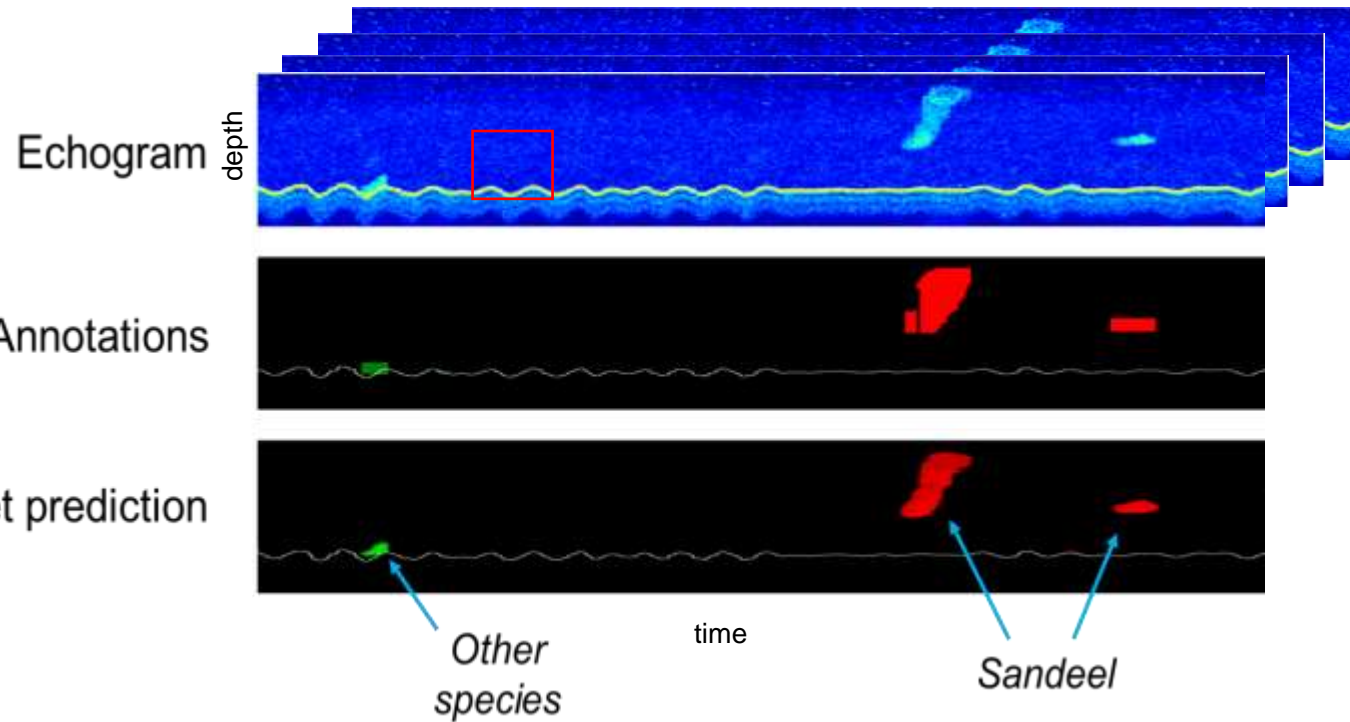 depth
Echogram
Annotations
t prediction
time
Other
species
Sandeel